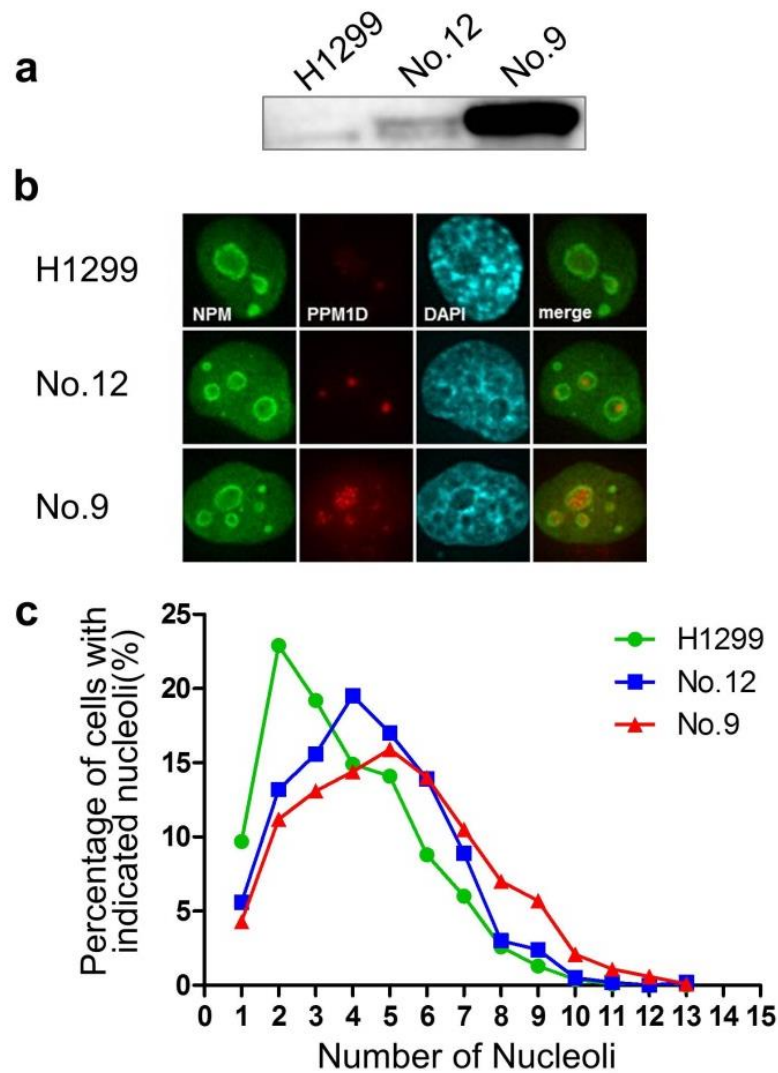 a
H1299 No.12 No.9
b
H1299
NPM PPM1D DAPI merge
No.12
No.9
c
Percentage of cells with
indicated nucleoli(%)
25
20
15
10
5
0
H1299
No.12
No.9
0 1 2 3 4 5 6 7 8 9 10 11 12 13 14 15
Number of Nucleoli